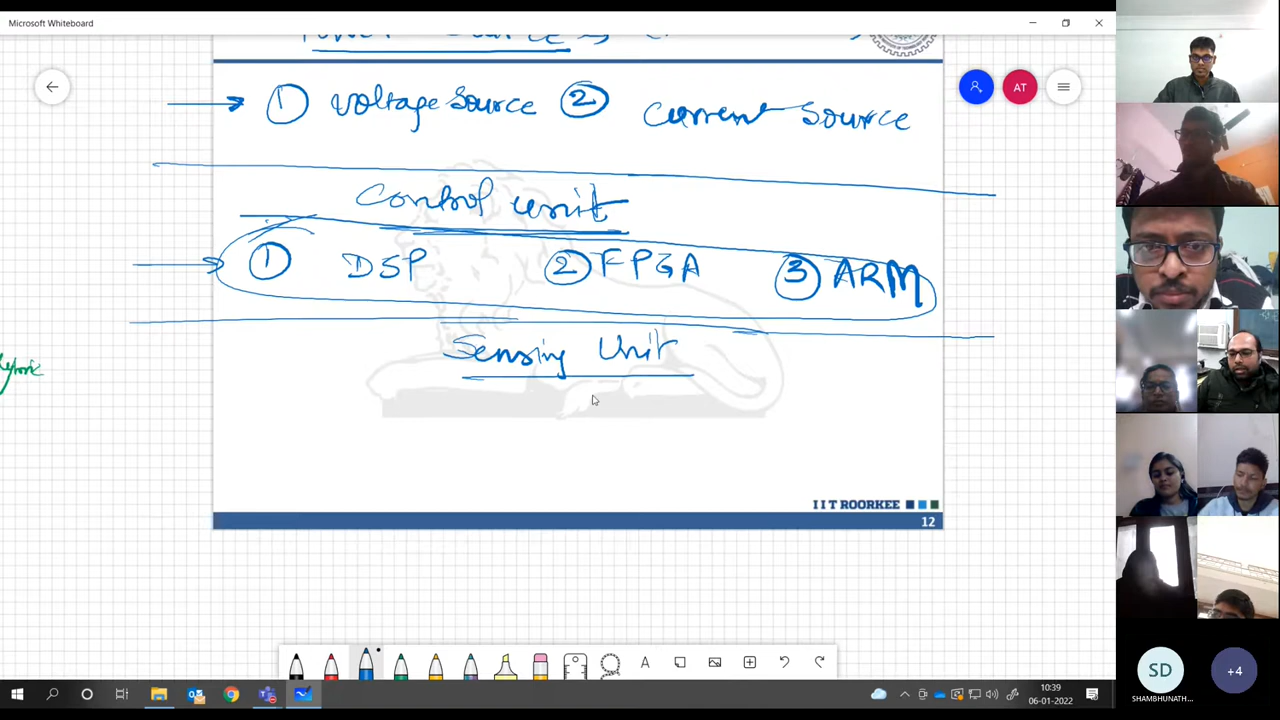 Microsoft Whiteboard
① Voltage Source ② Current Source
Control unit
① DSP ② FPGA ③ ARM
Sensing Unit
IIT ROORKEE
12
AT
A
SD
SHAMBHUNATH...
+4
10:39
06-01-2022